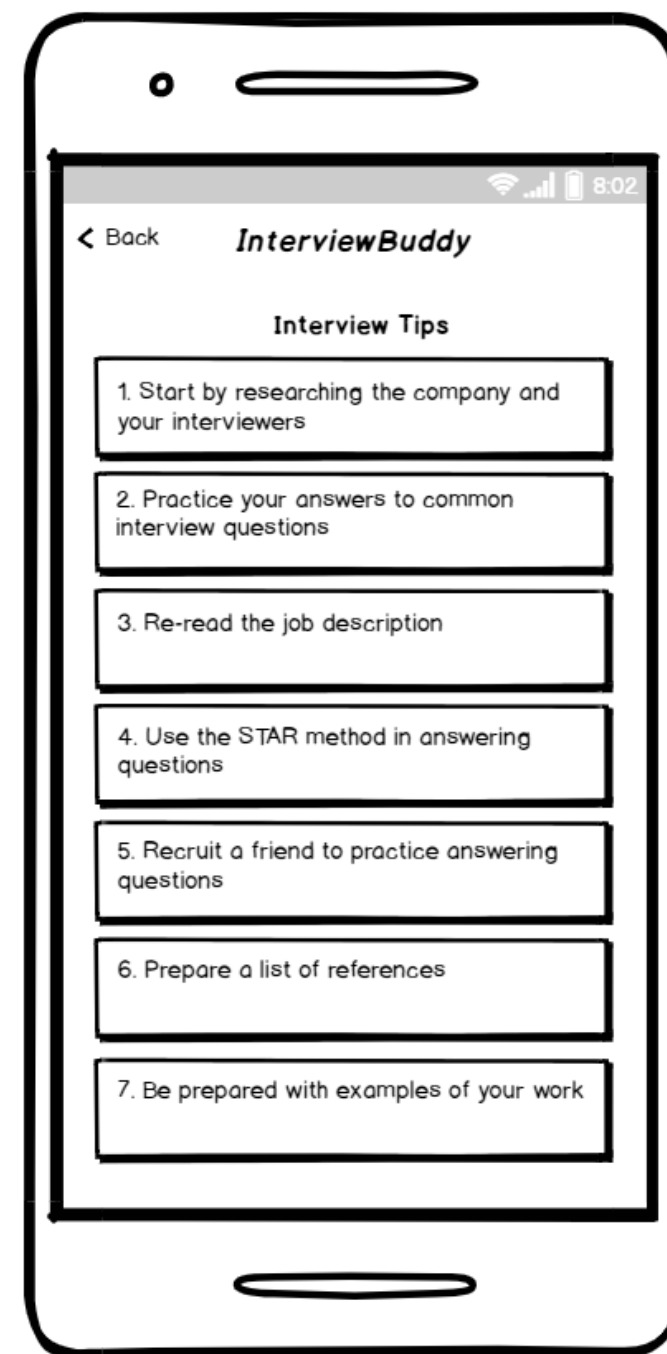 8:02
Back
InterviewBuddy
Interview Tips
1. Start by researching the company and
your interviewers
2. Practice your answers to common
interview questions
3. Re-read the job description
4. Use the STAR method in answering
questions
5. Recruit a friend to practice answering
questions
6. Prepare a list of references
7. Be prepared with examples of your work